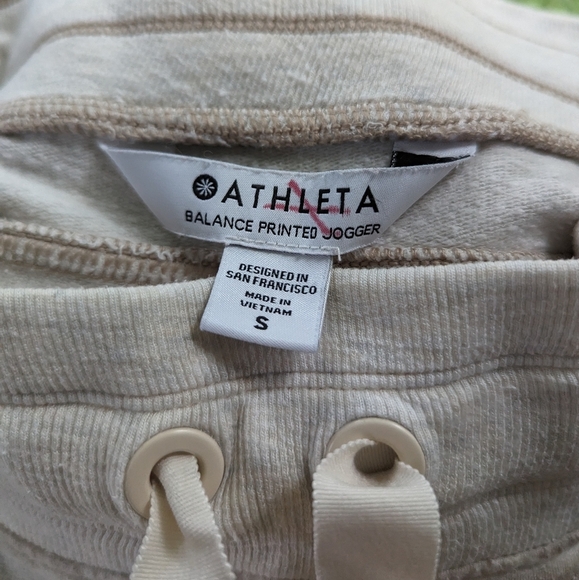 ATHLETA
BALANCE PRINTED JOGGER
DESIGNED IN
SAN FRANCISCO
MADE IN
VIETNAM
S